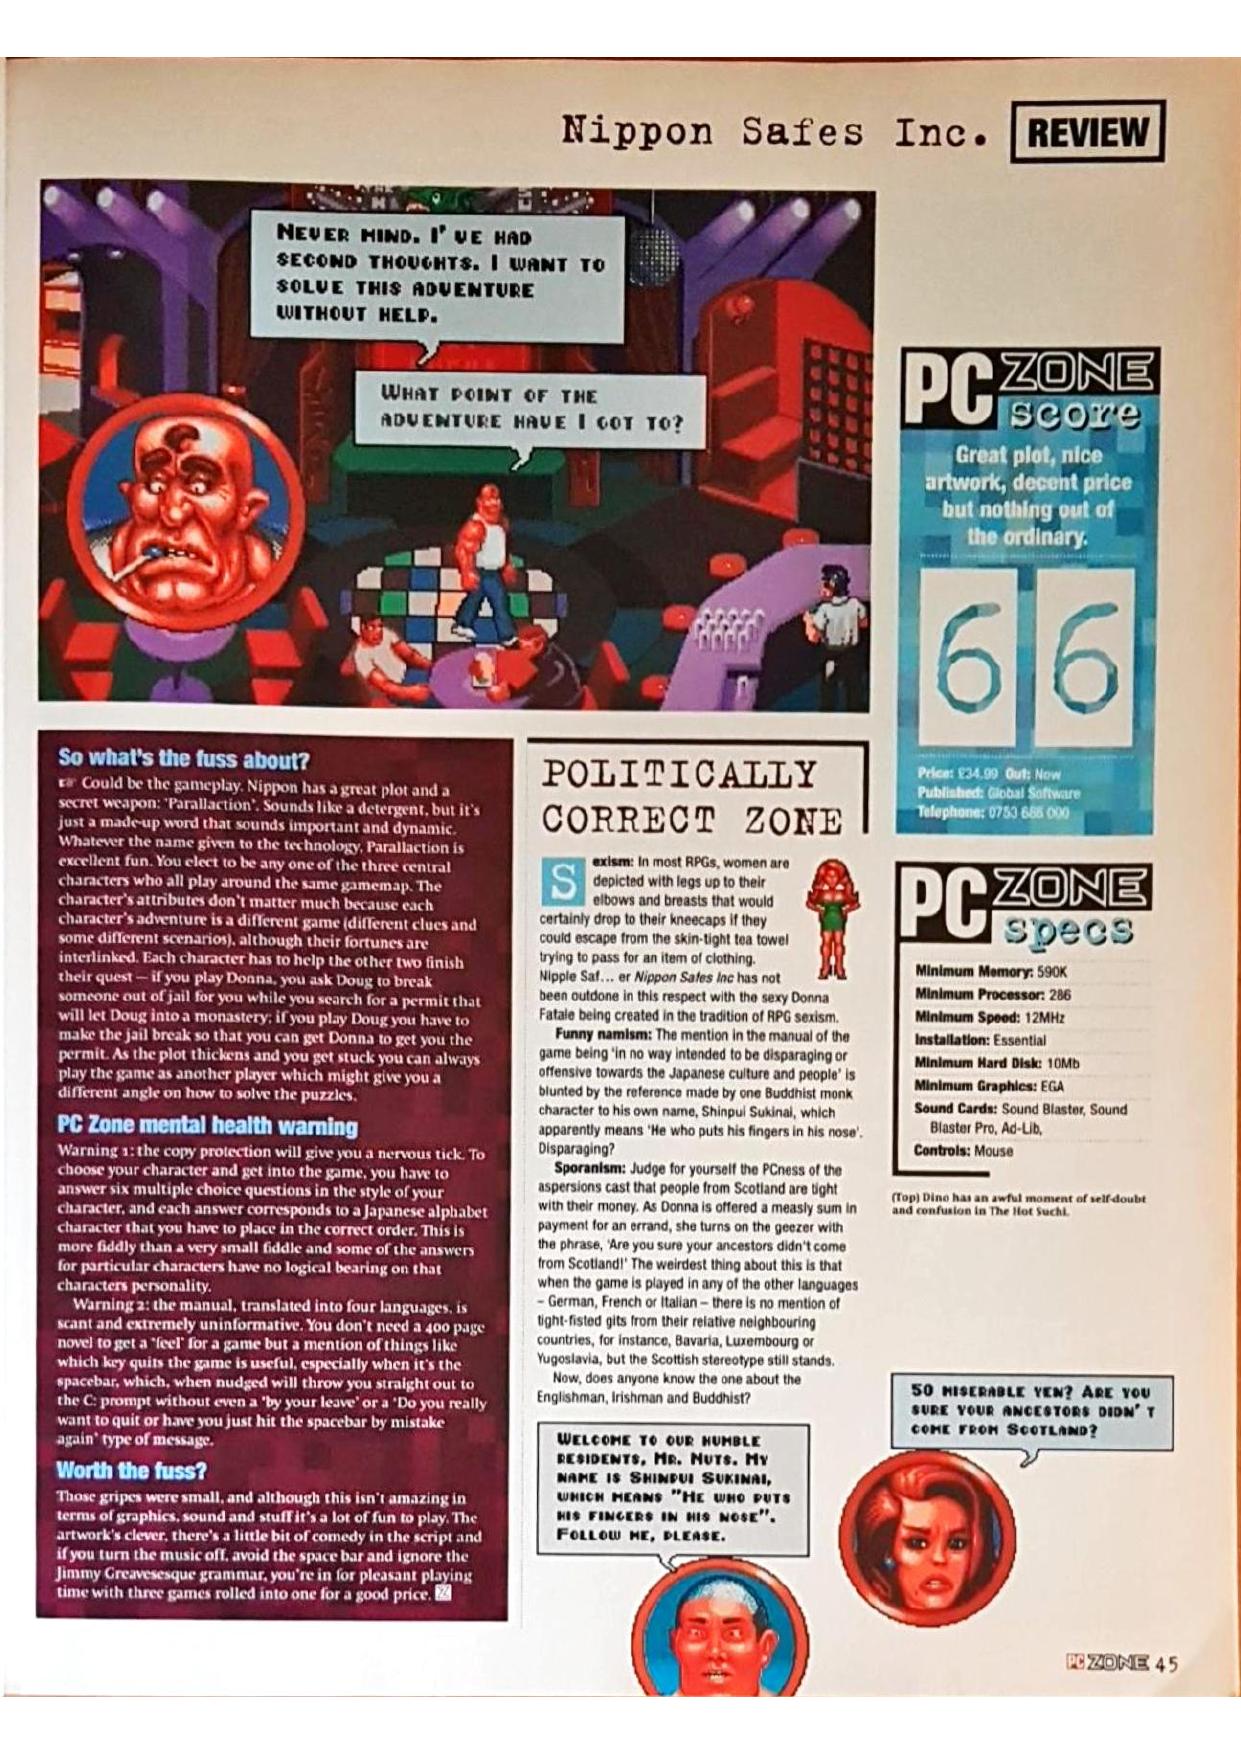 Nippon Safes Inc. REVIEW
NEVER MIND. I'VE HAD
SECOND THOUGHTS. I WANT TO
SOLVE THIS ADVENTURE
WITHOUT HELP.
WHAT POINT OF THE
ADVENTURE HAVE I GOT TO?
PC ZONE
score
Great plot, nice
artwork, decent price
but nothing out of
the ordinary.
66
Price: £34.99 Out: Now
Published: Global Software
Telephone: 0753 686 000
So what's the fuss about?
☞ Could be the gameplay. Nippon has a great plot and a
secret weapon: 'Parallaction'. Sounds like a detergent, but it's
just a made-up word that sounds important and dynamic.
Whatever the name given to the technology, Parallaction is
excellent fun. You elect to be any one of the three central
characters who all play around the same gamemap. The
character's attributes don't matter much because each
character's adventure is a different game (different clues and
some different scenarios), although their fortunes are
interlinked. Each character has to help the other two finish
their quest — if you play Donna, you ask Doug to break
someone out of jail for you while you search for a permit that
will let Doug into a monastery; if you play Doug you have to
make the jail break so that you can get Donna to get you the
permit. As the plot thickens and you get stuck you can always
play the game as another player which might give you a
different angle on how to solve the puzzles.
PC Zone mental health warning
Warning 1: the copy protection will give you a nervous tick. To
choose your character and get into the game, you have to
answer six multiple choice questions in the style of your
character, and each answer corresponds to a Japanese alphabet
character that you have to place in the correct order. This is
more fiddly than a very small fiddle and some of the answers
for particular characters have no logical bearing on that
characters personality.
Warning 2: the manual, translated into four languages, is
scant and extremely uninformative. You don't need a 400 page
novel to get a 'feel' for a game but a mention of things like
which key quits the game is useful, especially when it's the
spacebar, which, when nudged will throw you straight out to
the C: prompt without even a 'by your leave' or a 'Do you really
want to quit or have you just hit the spacebar by mistake
again' type of message.
Worth the fuss?
Those gripes were small, and although this isn't amazing in
terms of graphics, sound and stuff it's a lot of fun to play. The
artwork's clever, there's a little bit of comedy in the script and
if you turn the music off, avoid the space bar and ignore the
Jimmy Greavesesque grammar, you're in for pleasant playing
time with three games rolled into one for a good price.
POLITICALLY
CORRECT ZONE
Sexism: In most RPGs, women are
depicted with legs up to their
elbows and breasts that would
certainly drop to their kneecaps if they
could escape from the skin-tight tea towel
trying to pass for an item of clothing.
Nipple Saf... er Nippon Safes Inc has not
been outdone in this respect with the sexy Donna
Fatale being created in the tradition of RPG sexism.
Funny namism: The mention in the manual of the
game being 'in no way intended to be disparaging or
offensive towards the Japanese culture and people' is
blunted by the reference made by one Buddhist monk
character to his own name, Shinpui Sukinai, which
apparently means 'He who puts his fingers in his nose'.
Disparaging?
Sporanism: Judge for yourself the PCness of the
aspersions cast that people from Scotland are tight
with their money. As Donna is offered a measly sum in
payment for an errand, she turns on the geezer with
the phrase, 'Are you sure your ancestors didn't come
from Scotland!' The weirdest thing about this is that
when the game is played in any of the other languages
– German, French or Italian – there is no mention of
tight-fisted gits from their relative neighbouring
countries, for instance, Bavaria, Luxembourg or
Yugoslavia, but the Scottish stereotype still stands.
Now, does anyone know the one about the
Englishman, Irishman and Buddhist?
PC ZONE
specs
Minimum Memory: 590K
Minimum Processor: 286
Minimum Speed: 12MHz
Installation: Essential
Minimum Hard Disk: 10Mb
Minimum Graphics: EGA
Sound Cards: Sound Blaster, Sound
Blaster Pro, Ad-Lib,
Controls: Mouse
(Top) Dino has an awful moment of self-doubt
and confusion in The Hot Suchi.
WELCOME TO OUR HUMBLE
RESIDENTS, MR. NUTS. MY
NAME IS SHINPUI SUKINAI,
WHICH MEANS "HE WHO PUTS
HIS FINGERS IN HIS NOSE".
FOLLOW ME, PLEASE.
50 MISERABLE YEN? ARE YOU
SURE YOUR ANCESTORS DIDN'T
COME FROM SCOTLAND?
PC ZONE 45